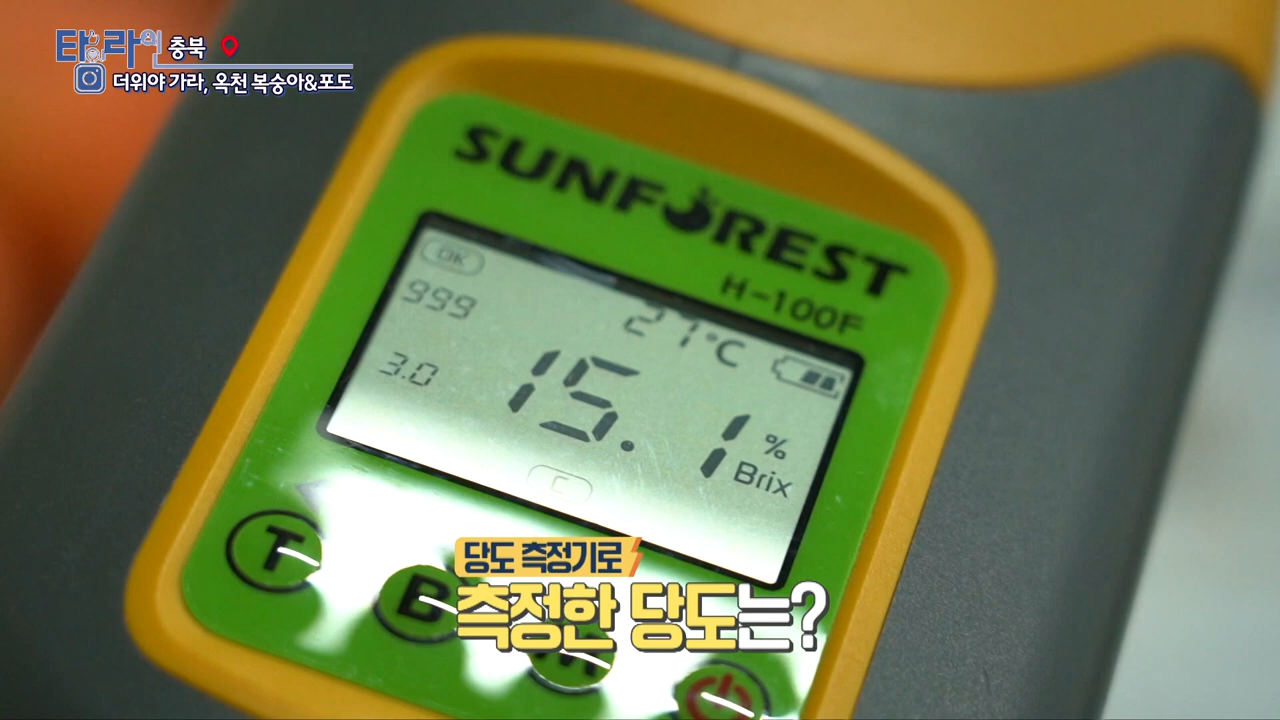 타라의 충북
더위야 가라, 옥천 복숭아&포도
SUNFOREST
H-100F
OK
999
21°C
3.0
15.1
%
Brix
C
T
B
M
당도 측정기로
측정한 당도는?